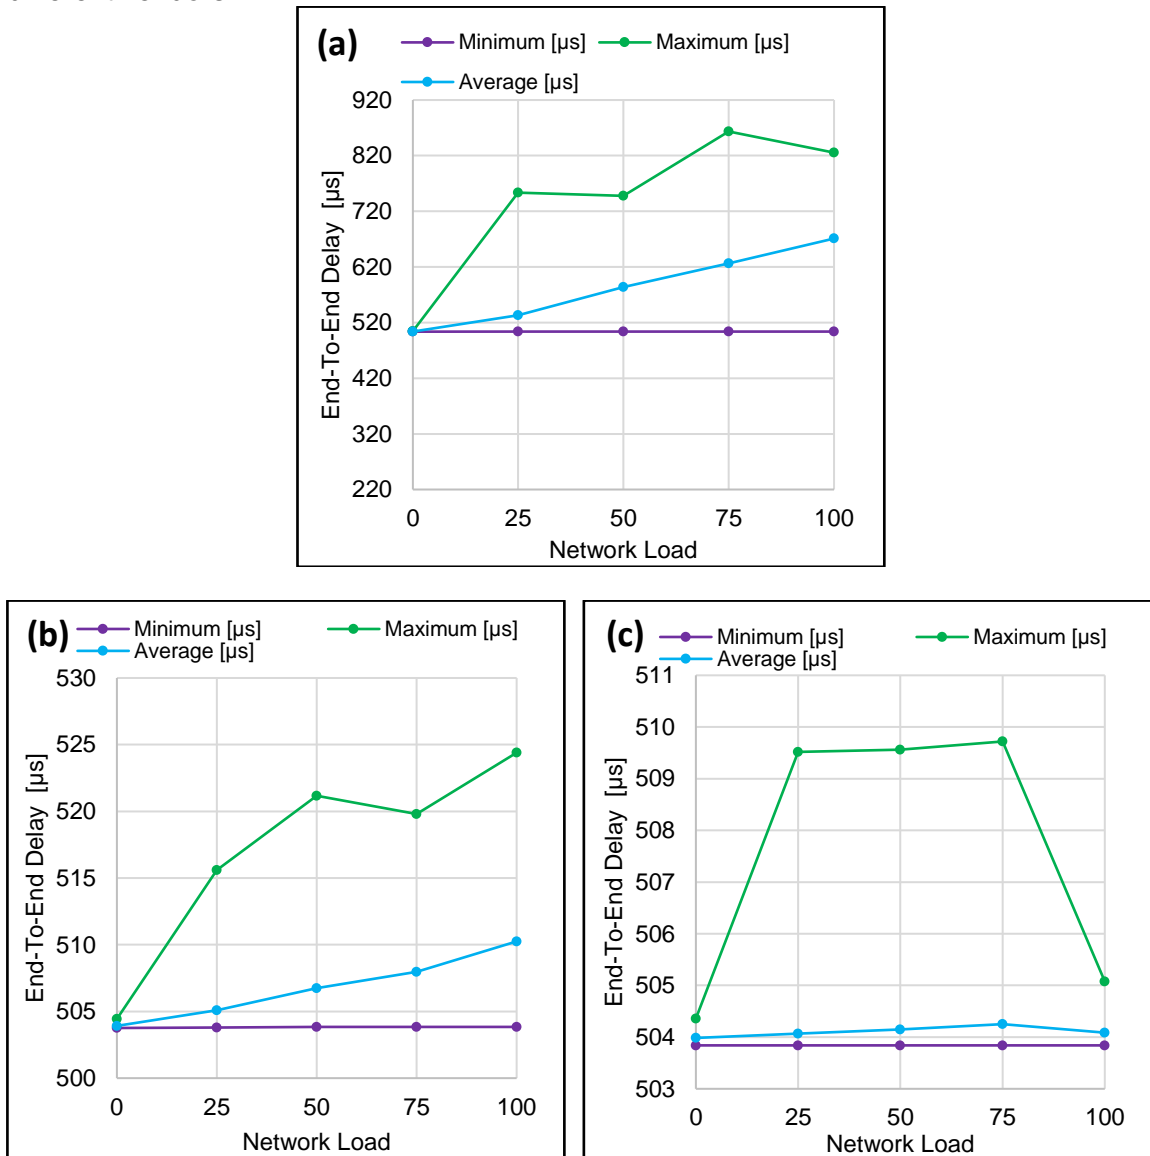 (a)
Minimum [µs] Maximum [µs]
Average [µs]
920
820
720
620
520
420
320
220
End-To-End Delay [µs]
0 25 50 75 100
Network Load
(b)
Minimum [µs] Maximum [µs]
Average [µs]
530
525
520
515
510
505
500
End-To-End Delay [µs]
0 25 50 75 100
Network Load
(c)
Minimum [µs] Maximum [µs]
Average [µs]
511
510
509
508
507
506
505
504
503
End-To-End Delay [µs]
0 25 50 75 100
Network Load